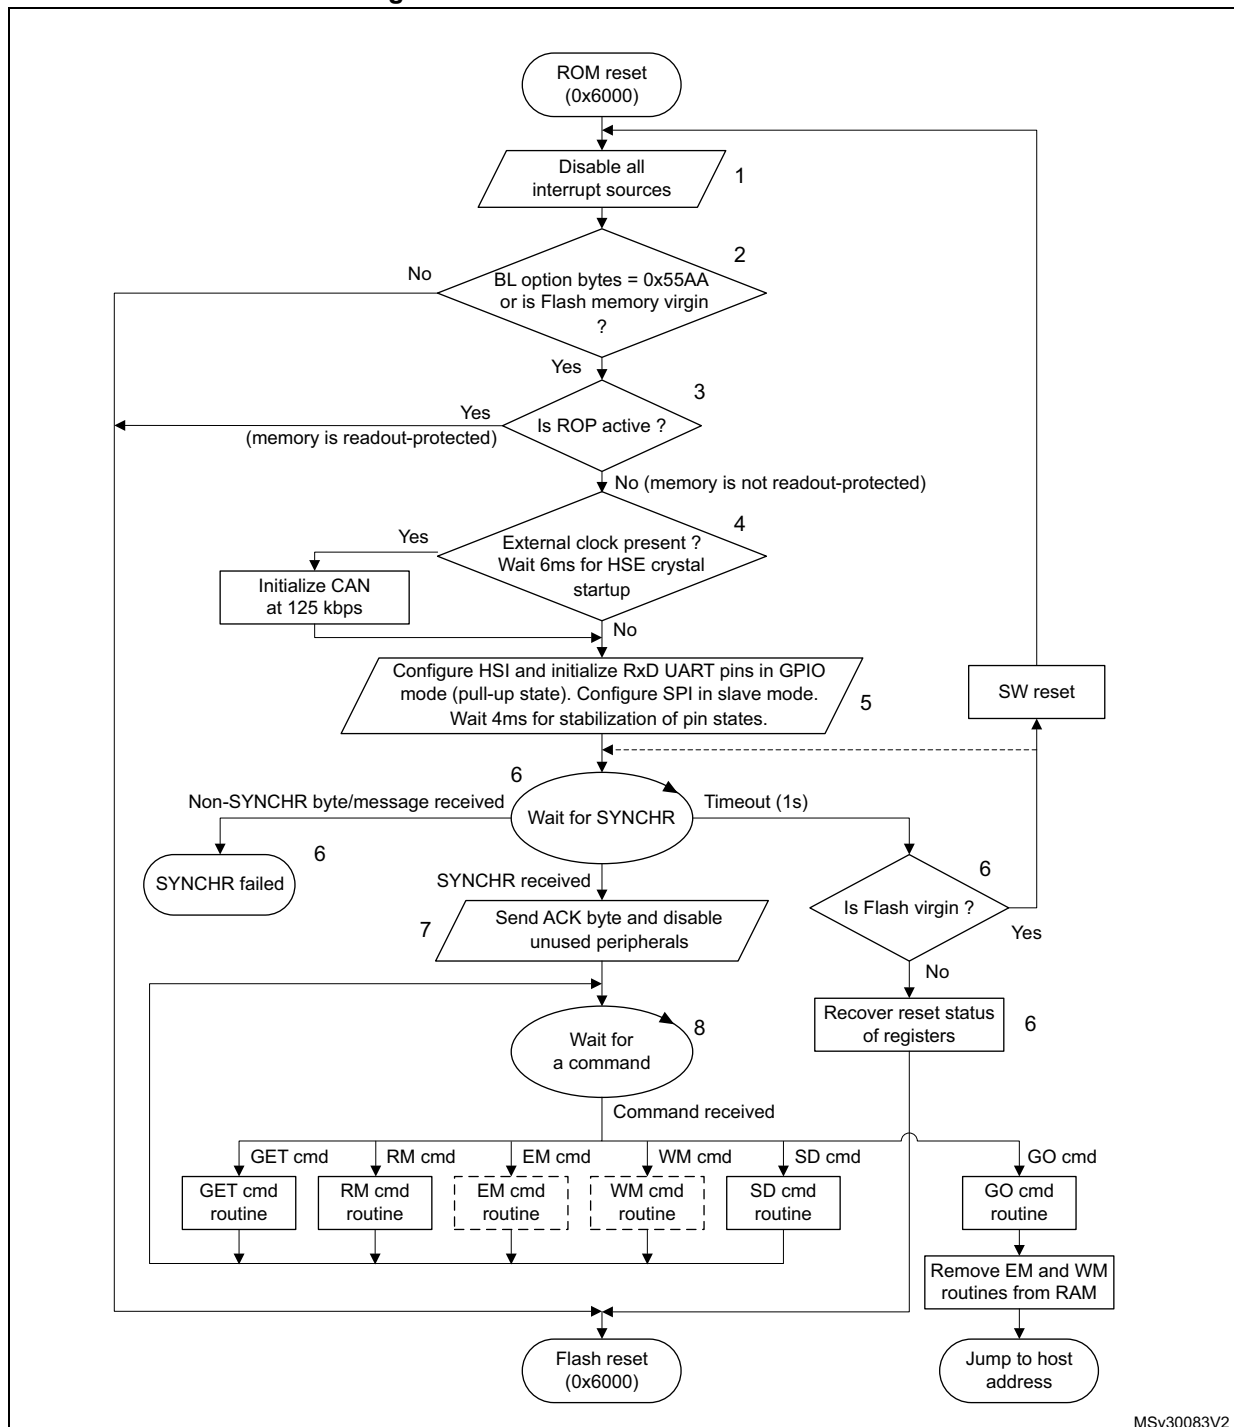 ROM reset
(0x6000)
Disable all
interrupt sources
1
2
No
BL option bytes = 0x55AA
or is Flash memory virgin
?
Yes
3
Yes
Is ROP active ?
(memory is readout-protected)
No (memory is not readout-protected)
4
Yes
External clock present ?
Wait 6ms for HSE crystal
startup
Initialize CAN
at 125 kbps
No
Configure HSI and initialize RxD UART pins in GPIO
mode (pull-up state). Configure SPI in slave mode.
Wait 4ms for stabilization of pin states.
5
SW reset
6
Non-SYNCHR byte/message received
Wait for SYNCHR
Timeout (1s)
6
SYNCHR failed
SYNCHR received
6
Is Flash virgin ?
Yes
7
Send ACK byte and disable
unused peripherals
No
Recover reset status
of registers
6
8
Wait for
a command
Command received
GET cmd
RM cmd
EM cmd
WM cmd
SD cmd
GO cmd
GET cmd
routine
RM cmd
routine
EM cmd
routine
WM cmd
routine
SD cmd
routine
GO cmd
routine
Remove EM and WM
routines from RAM
Flash reset
(0x6000)
Jump to host
address
MSv30083V2